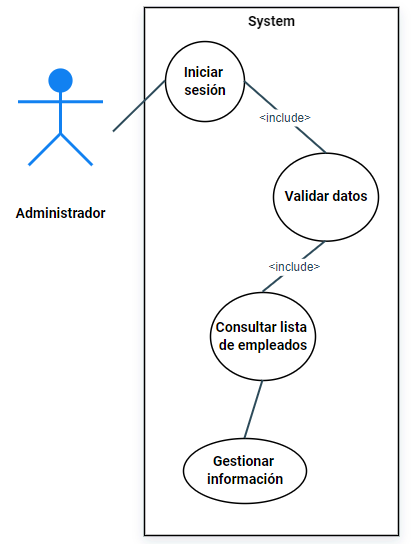 System
Iniciar
sesión
<include>
Validar datos
Administrador
<include>
Consultar lista
de empleados
Gestionar
información